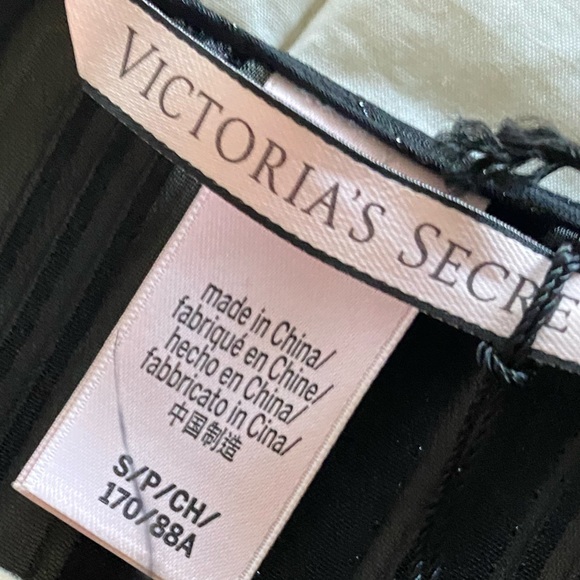 VICTORIA'S SECRE
made in China/
fabriqué en Chine/
hecho en China/
fabbricato in Cina/
中国制造
S/P/CH/
170/88A